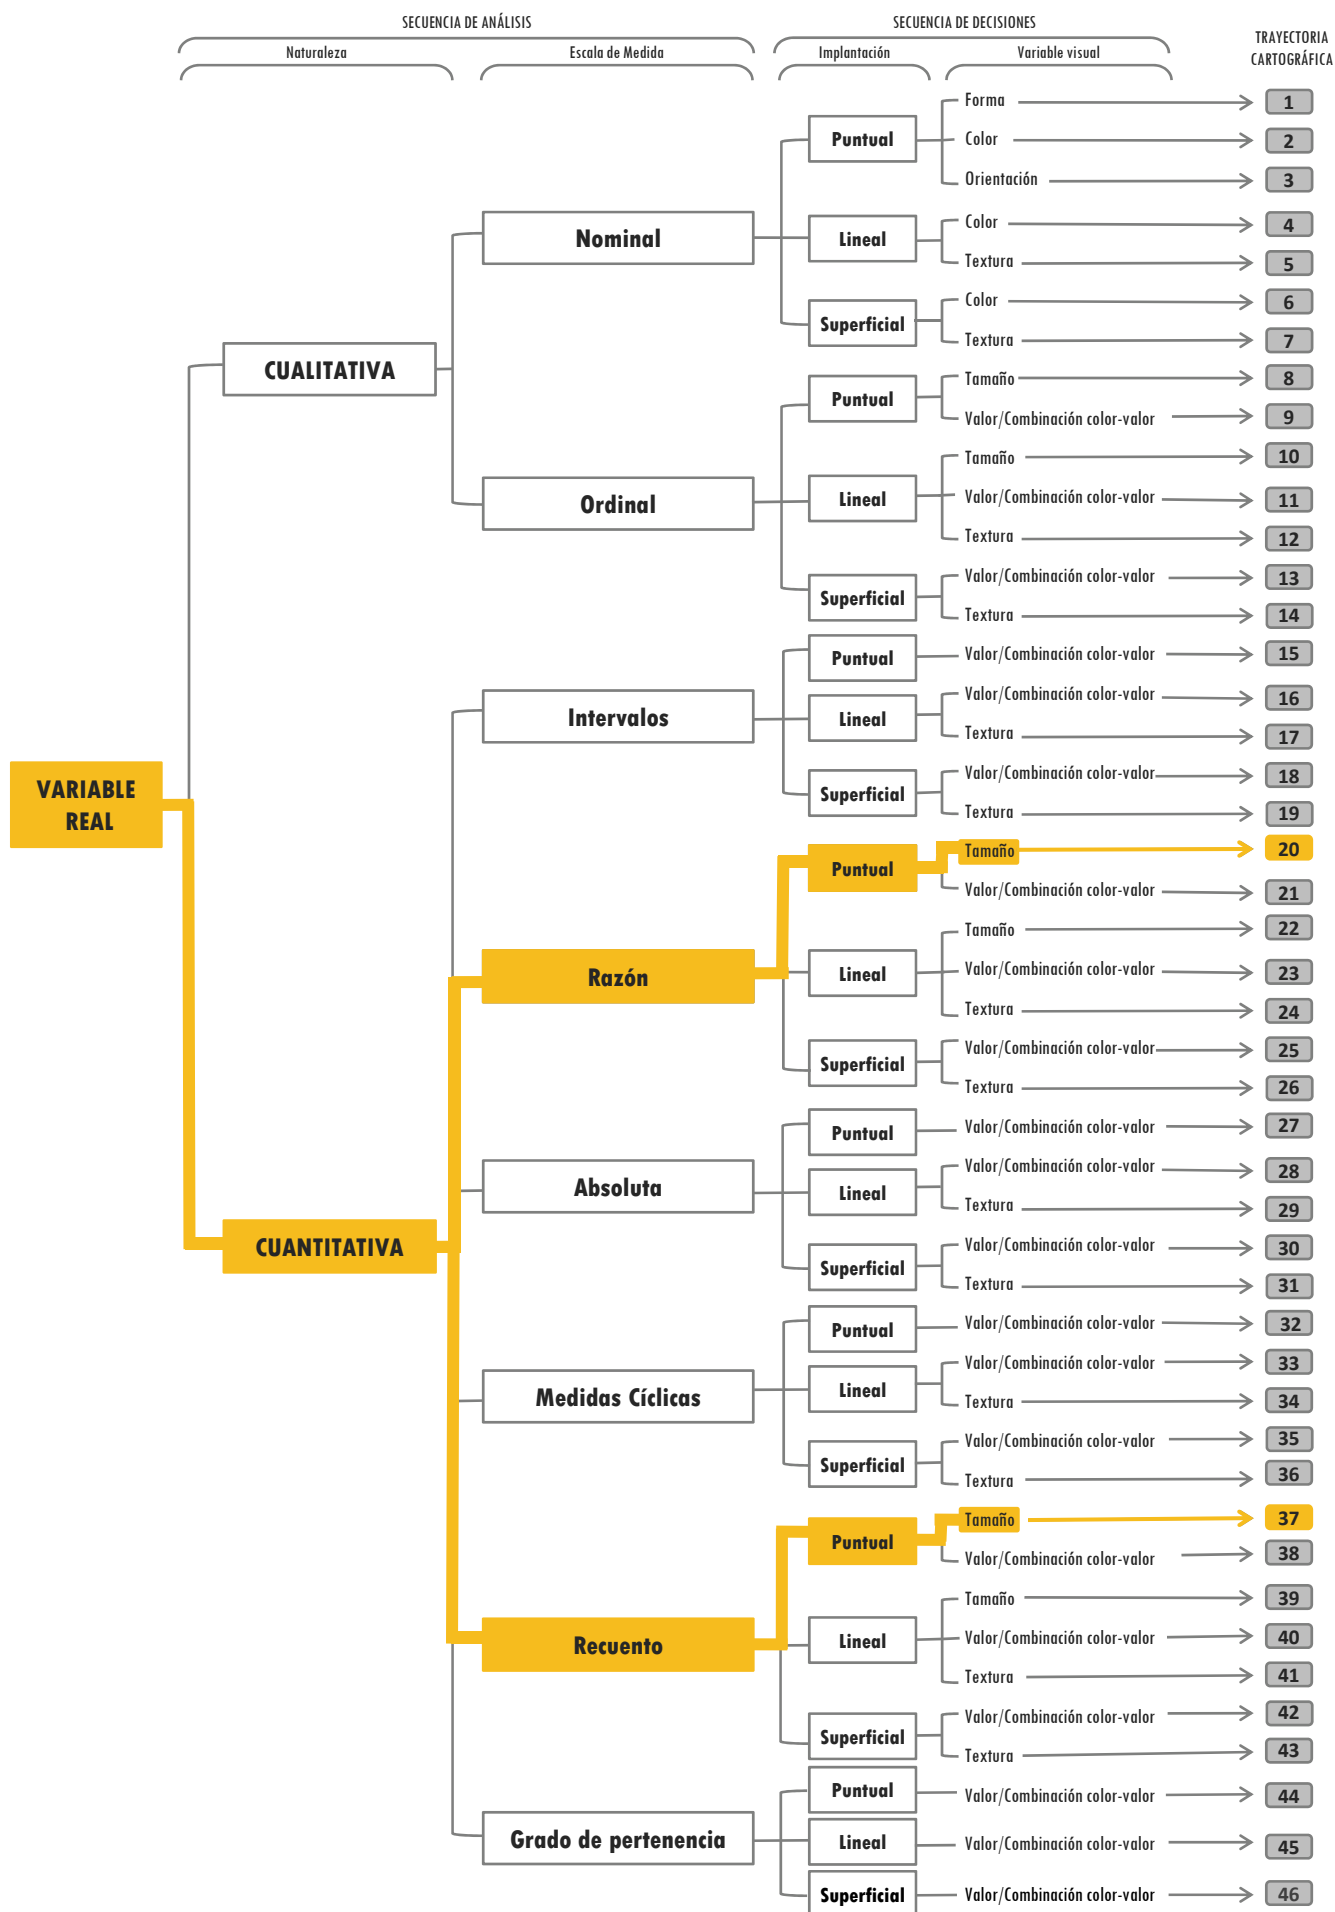 SECUENCIA DE ANÁLISIS
SECUENCIA DE DECISIONES
TRAYECTORIA
CARTOGRÁFICA
Naturaleza
Escala de Medida
Implantación
Variable visual
VARIABLE
REAL
CUALITATIVA
Nominal
Puntual
Forma
1
Color
2
Orientación
3
Lineal
Color
4
Textura
5
Superficial
Color
6
Textura
7
Ordinal
Puntual
Tamaño
8
Valor/Combinación color-valor
9
Lineal
Tamaño
10
Valor/Combinación color-valor
11
Textura
12
Superficial
Valor/Combinación color-valor
13
Textura
14
CUANTITATIVA
Intervalos
Puntual
Valor/Combinación color-valor
15
Lineal
Valor/Combinación color-valor
16
Textura
17
Superficial
Valor/Combinación color-valor
18
Textura
19
Razón
Puntual
Tamaño
20
Valor/Combinación color-valor
21
Lineal
Tamaño
22
Valor/Combinación color-valor
23
Textura
24
Superficial
Valor/Combinación color-valor
25
Textura
26
Absoluta
Puntual
Valor/Combinación color-valor
27
Lineal
Valor/Combinación color-valor
28
Textura
29
Superficial
Valor/Combinación color-valor
30
Textura
31
Medidas Cíclicas
Puntual
Valor/Combinación color-valor
32
Lineal
Valor/Combinación color-valor
33
Textura
34
Superficial
Valor/Combinación color-valor
35
Textura
36
Recuento
Puntual
Tamaño
37
Valor/Combinación color-valor
38
Lineal
Tamaño
39
Valor/Combinación color-valor
40
Textura
41
Superficial
Valor/Combinación color-valor
42
Textura
43
Grado de pertenencia
Puntual
Valor/Combinación color-valor
44
Lineal
Valor/Combinación color-valor
45
Superficial
Valor/Combinación color-valor
46